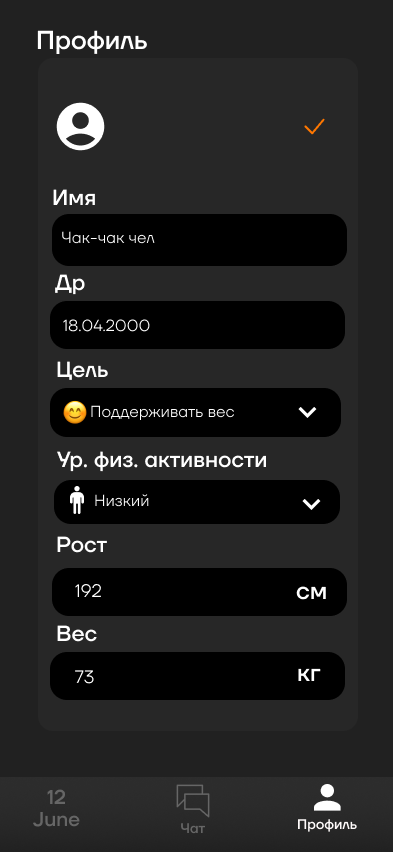 Профиль
Имя
Чак-чак чел
Др
18.04.2000
Цель
😊 Поддерживать вес
Ур. физ. активности
Низкий
Рост
192 см
Вес
73 кг
12
June
Чат
Профиль